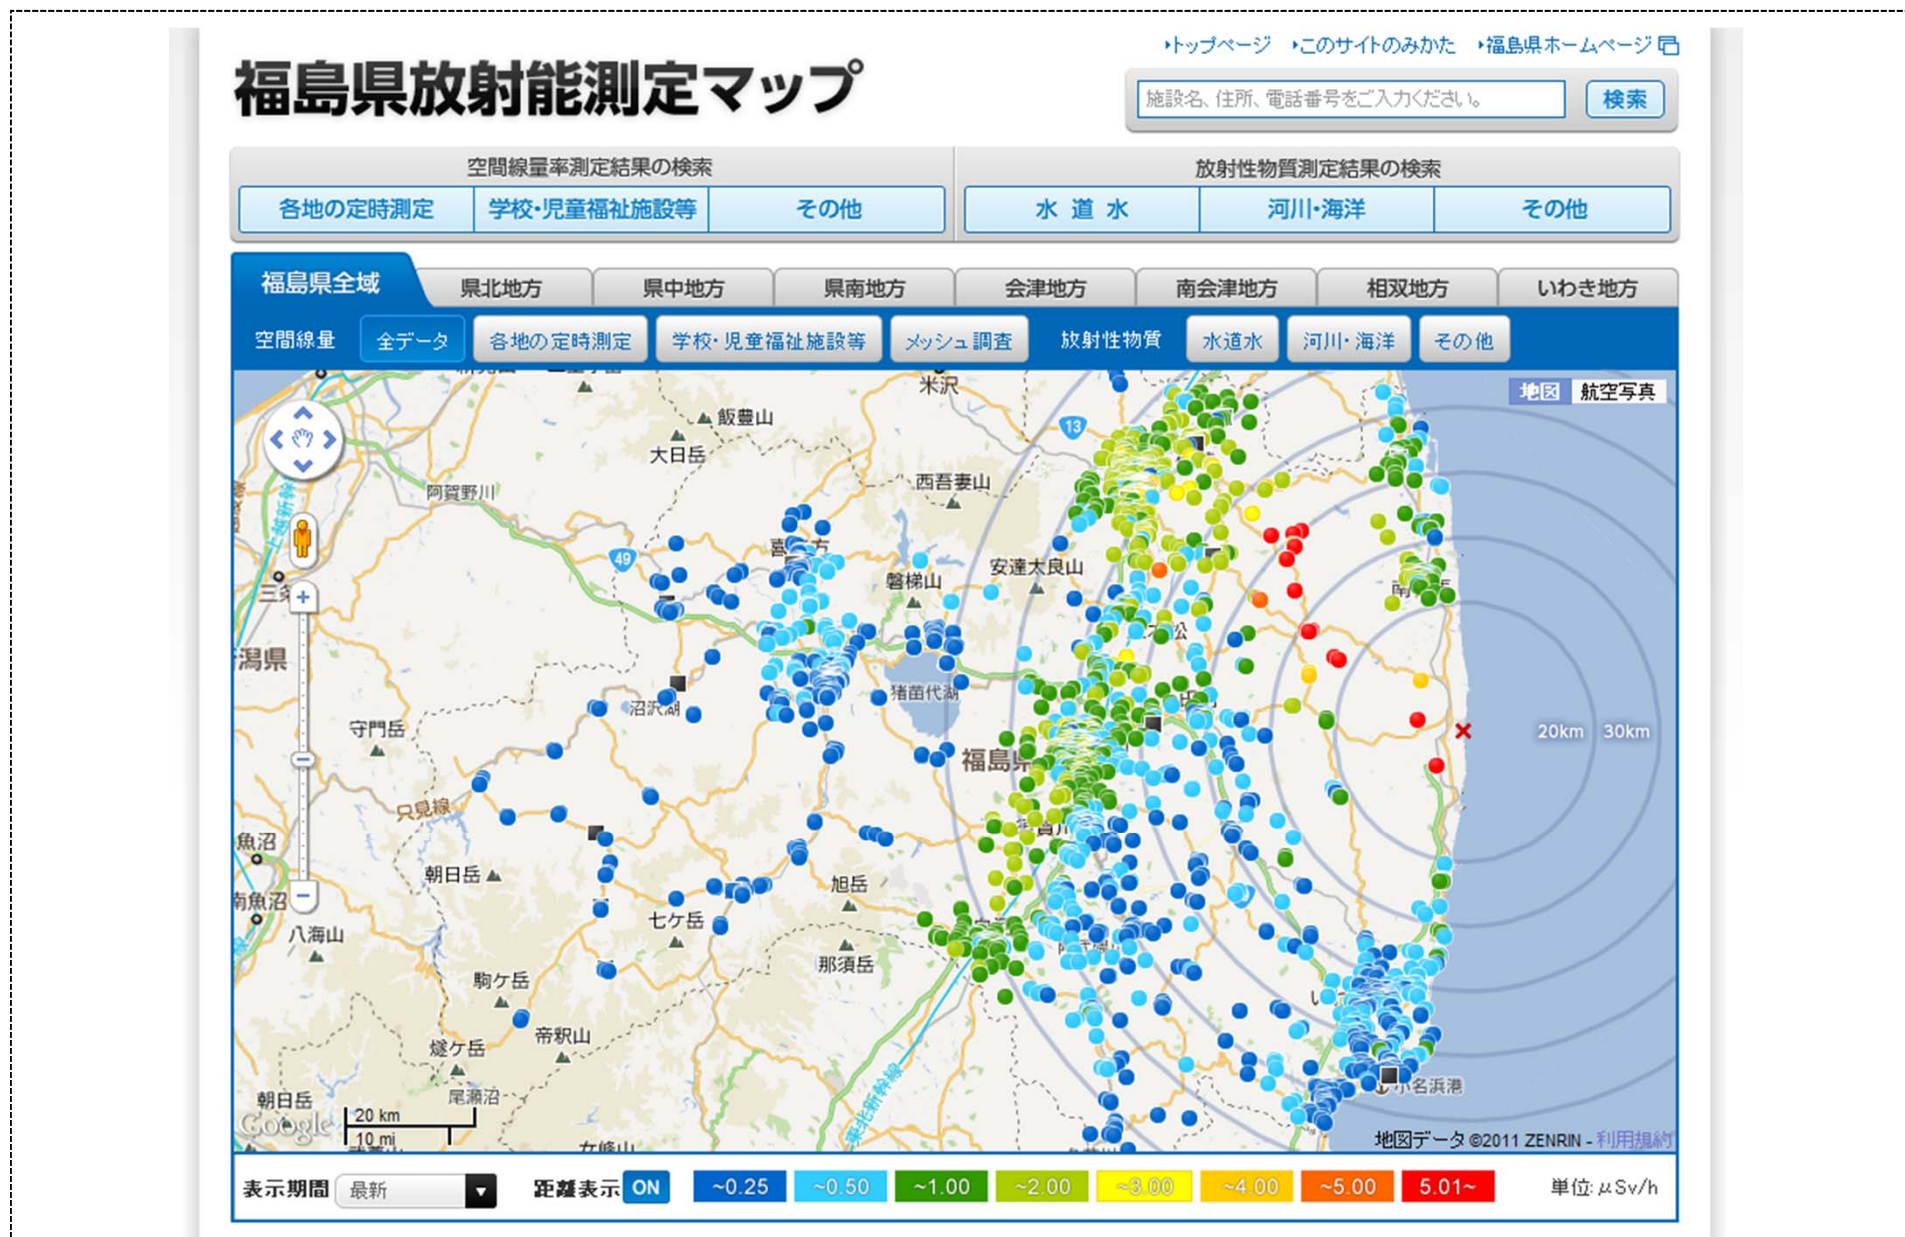 ▸トップページ ▸このサイトのみかた ▸福島県ホームページ
福島県放射能測定マップ
施設名、住所、電話番号をご入力ください。 検索
空間線量率測定結果の検索 放射性物質測定結果の検索
各地の定時測定 学校・児童福祉施設等 その他 水 道 水 河川・海洋 その他
福島県全域 県北地方 県中地方 県南地方 会津地方 南会津地方 相双地方 いわき地方
空間線量 全データ 各地の定時測定 学校・児童福祉施設等 メッシュ調査 放射性物質 水道水 河川・海洋 その他
米沢
地図 航空写真
飯豊山
13
大日岳
西吾妻山
阿賀野川
49
安達太良山
磐梯山
潟県
猪苗代湖
沼沢湖
守門岳
20km 30km
福島県
只見線
魚沼
朝日岳
旭岳
南魚沼
七ケ岳
八海山
那須岳
駒ケ岳
帝釈山
燧ケ岳
尾瀬沼
朝日岳
小名浜港
東北新幹線
Google
20 km
10 mi
地図データ ©2011 ZENRIN - 利用規約
表示期間 最新 距離表示 ON ~0.25 ~0.50 ~1.00 ~2.00 ~3.00 ~4.00 ~5.00 5.01~ 単位: μSv/h